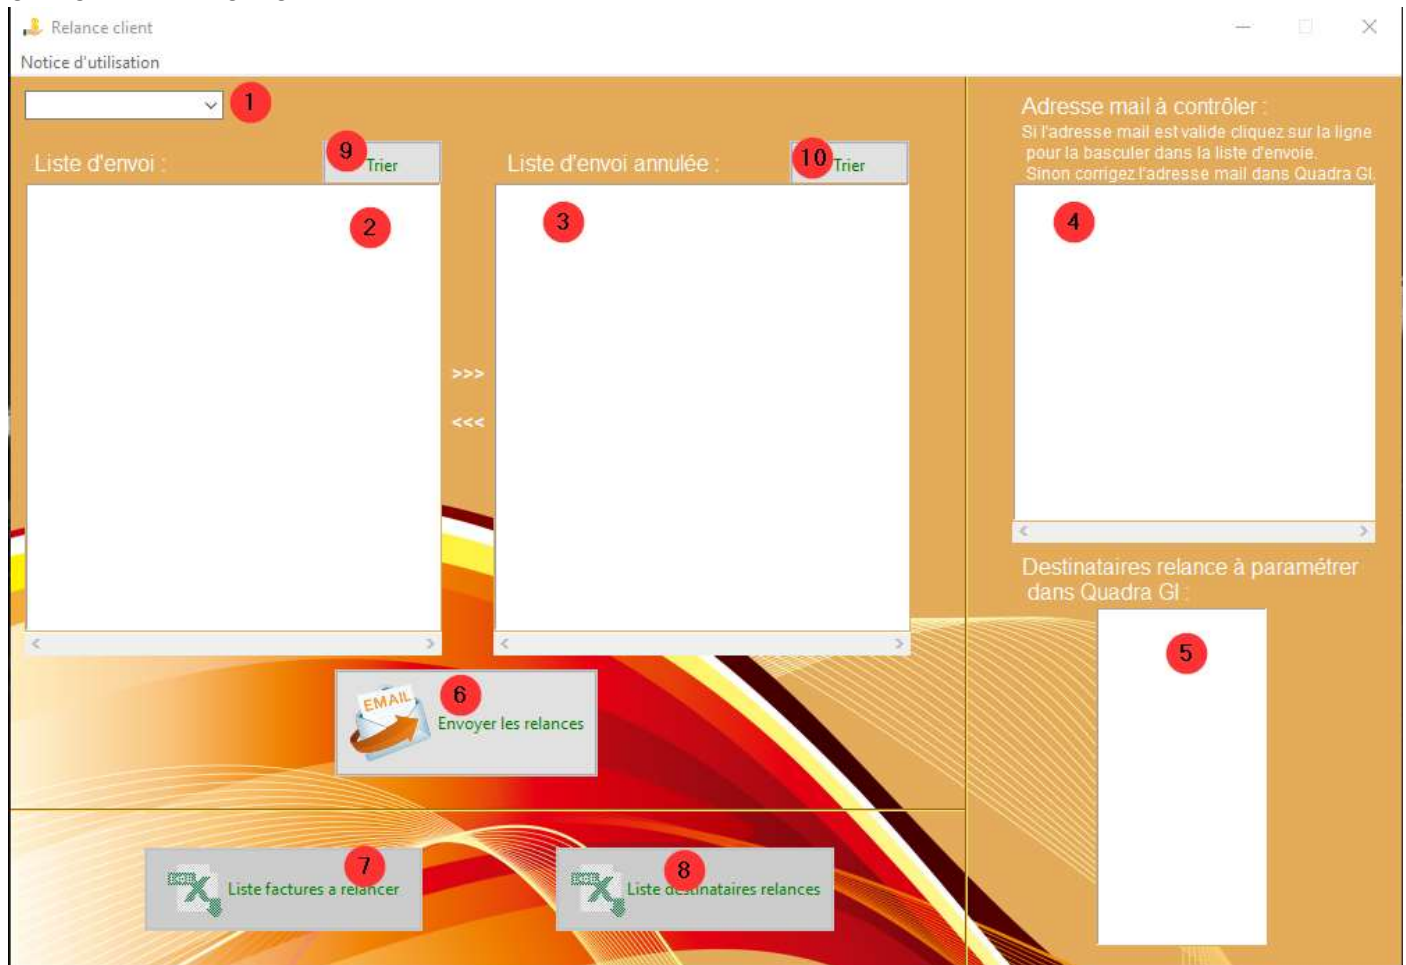 Relance client
Notice d'utilisation
1
Adresse mail à contrôler :
Si l'adresse mail est valide cliquez sur la ligne
pour la basculer dans la liste d'envoie.
Sinon corrigez l'adresse mail dans Quadra GI.
Liste d'envoi :
9
Trier
Liste d'envoi annulée :
10
Trier
2
3
4
>>>
<<<
Destinataires relance à paramétrer
dans Quadra GI :
5
EMAIL
6
Envoyer les relances
EXCEL
X
7
Liste factures a relancer
EXCEL
X
8
Liste destinataires relances